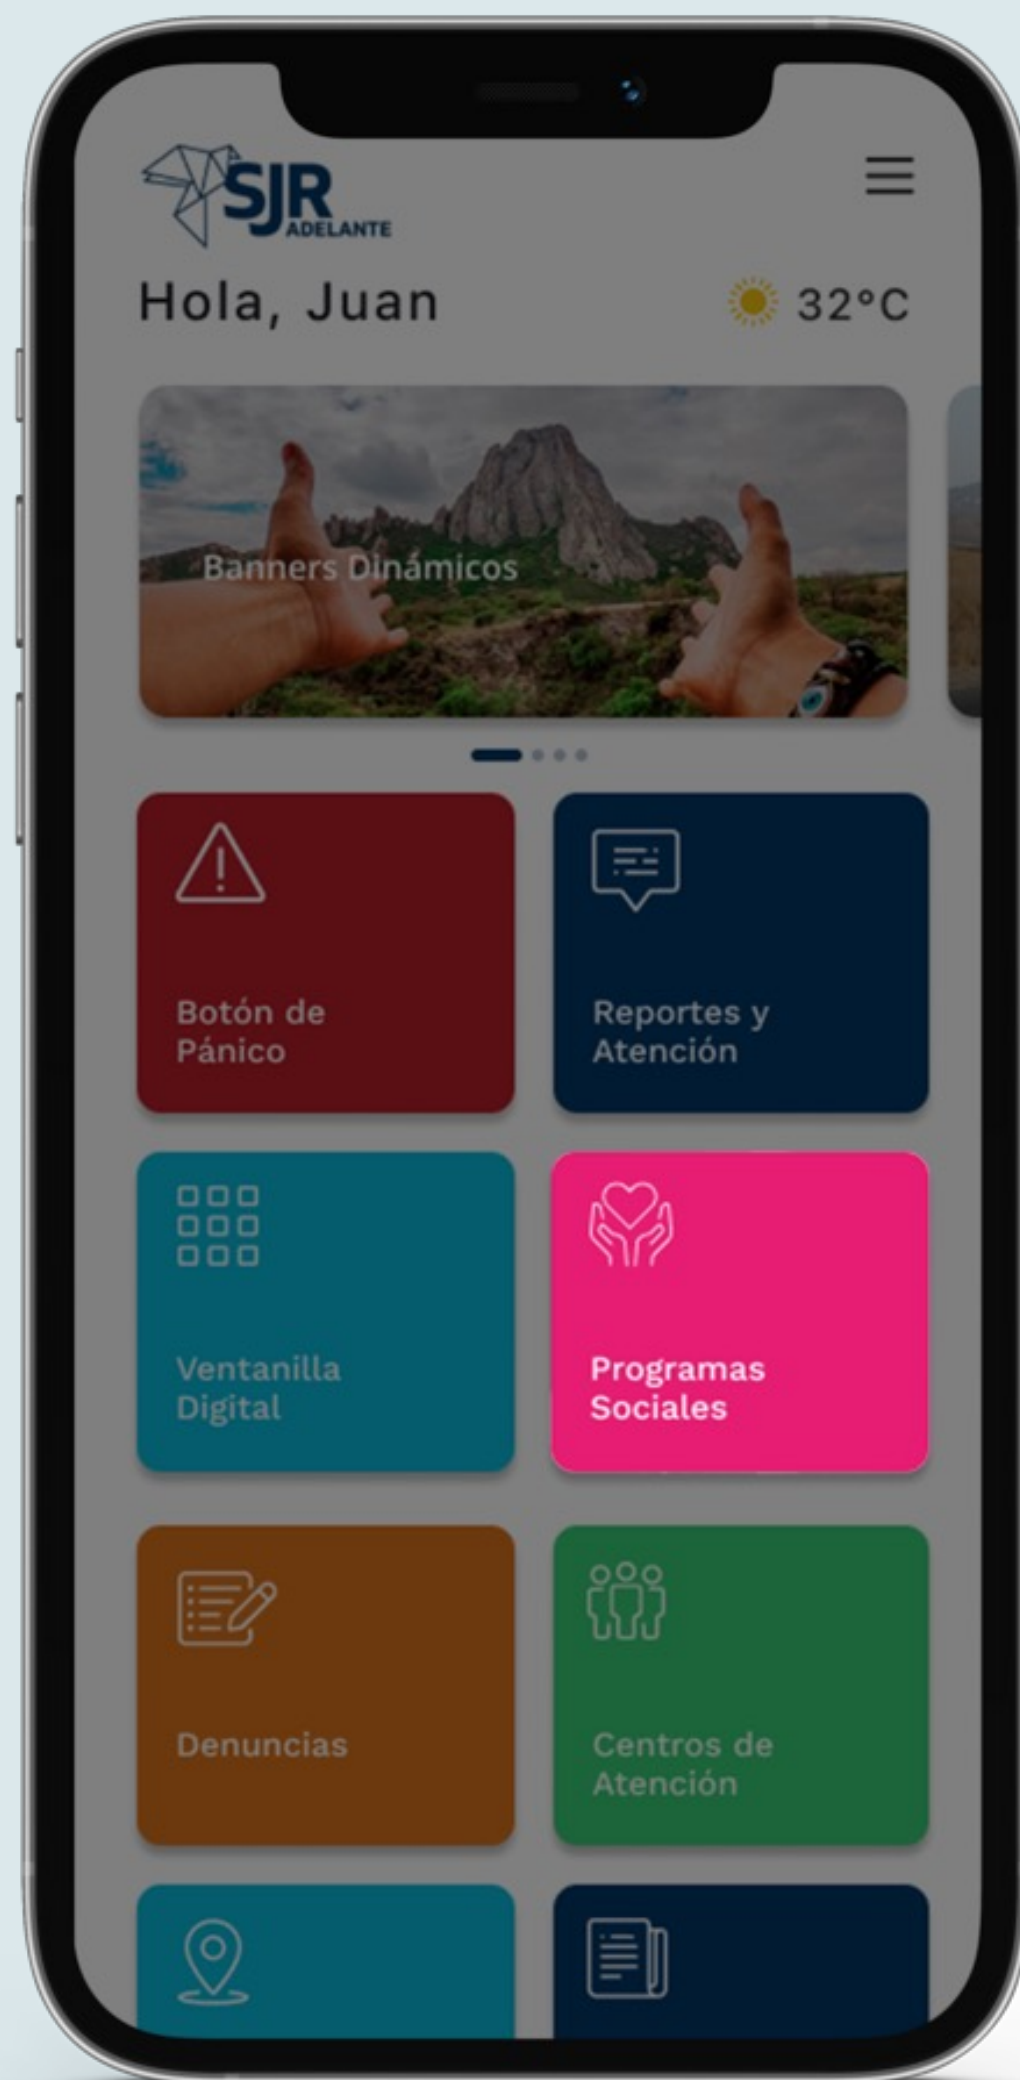 SJR
ADELANTE
Hola, Juan
32°C
Banners Dinámicos
Botón de
Pánico
Reportes y
Atención
Ventanilla
Digital
Programas
Sociales
Denuncias
Centros de
Atención